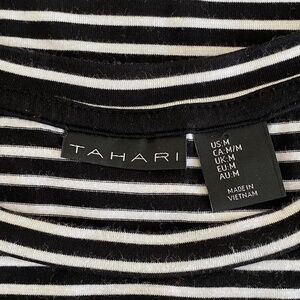 TAHARI
US:M
CA:M/M
UK:M
EU:M
AU:M
MADE IN
VIETNAM